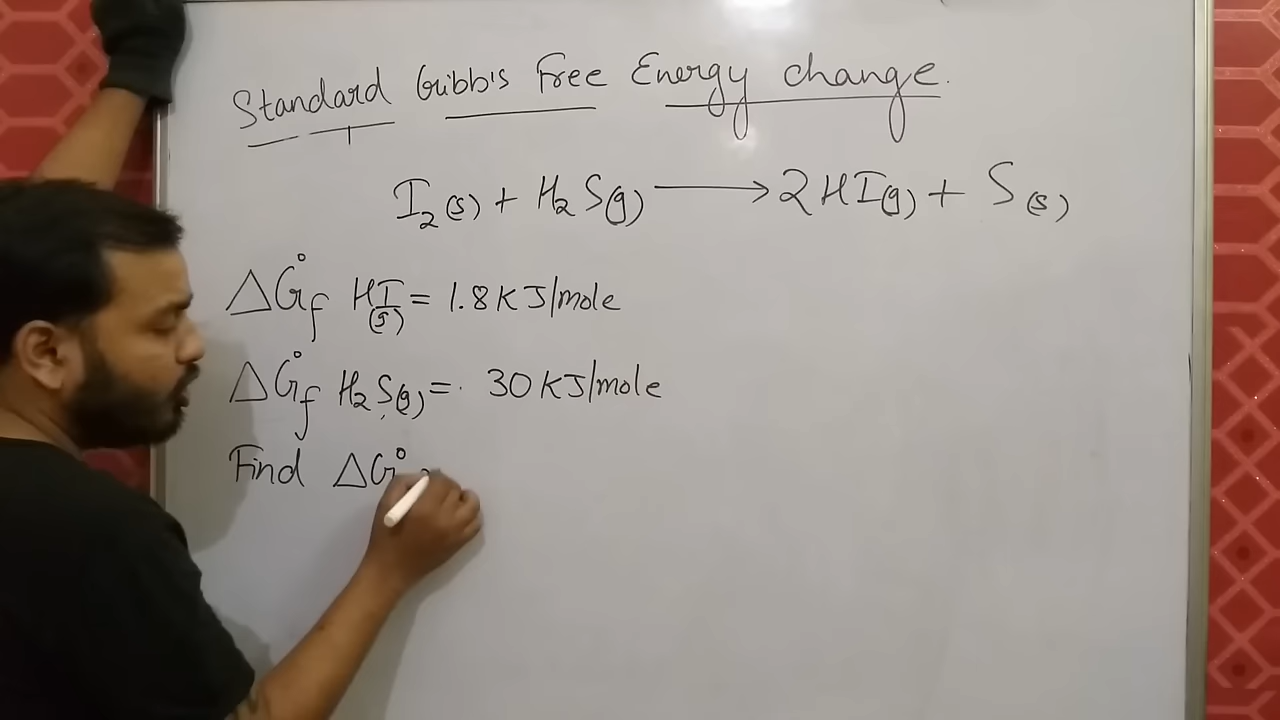 Standard Gibb's Free Energy change.
I₂(s) + H₂S(g) ⟶ 2HI(g) + S(s)
ΔG°f HI(s) = 1.8 KJ/mole
ΔG°f H₂S(g) = 30 KJ/mole
Find ΔG°